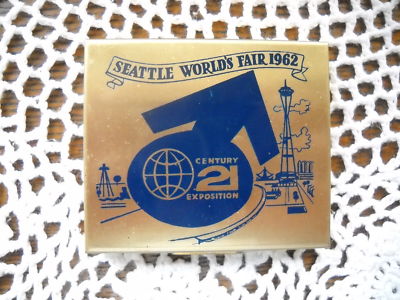 SEATTLE WORLD'S FAIR 1962
CENTURY
21
EXPOSITION